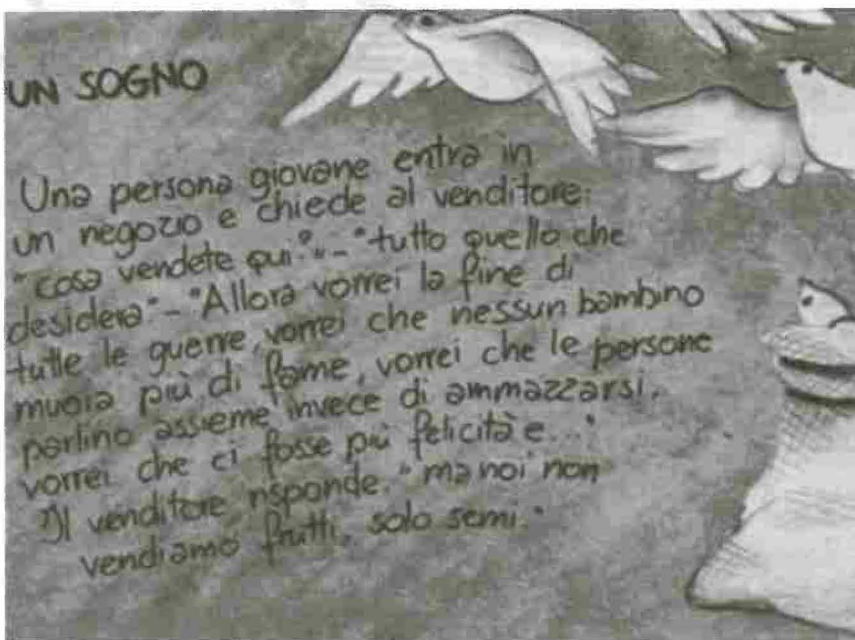 UN SOGNO
Una persona giovane entra in
un negozio e chiede al venditore:
"cosa vendete qui?" - "tutto quello che
desidera" - "Allora vorrei la fine di
tutte le guerre, vorrei che nessun bambino
muoia più di fame, vorrei che le persone
parlino assieme invece di ammazzarsi,
vorrei che ci fosse più felicità e..."
Il venditore risponde "ma noi non
vendiamo frutti, solo semi."